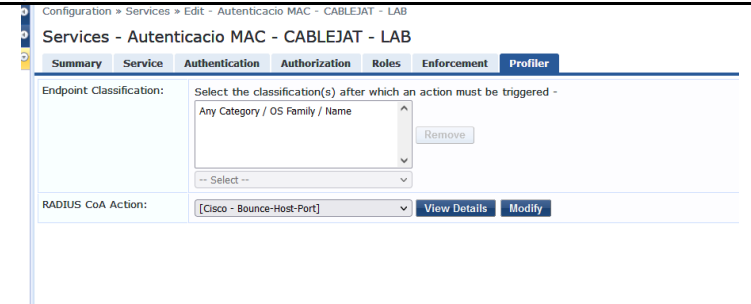 Configuration » Services » Edit - Autenticacio MAC - CABLEJAT - LAB
Services - Autenticacio MAC - CABLEJAT - LAB
Summary Service Authentication Authorization Roles Enforcement Profiler
Endpoint Classification: Select the classification(s) after which an action must be triggered -
Any Category / OS Family / Name
Remove
-- Select --
RADIUS CoA Action: [Cisco - Bounce-Host-Port] View Details Modify